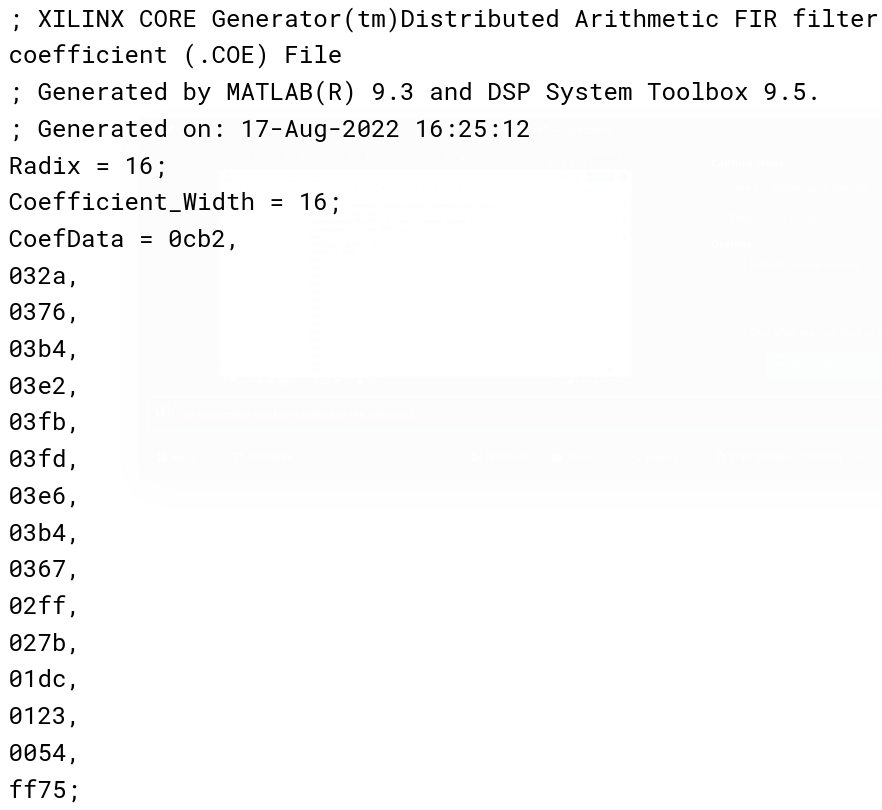 ; XILINX CORE Generator(tm)Distributed Arithmetic FIR filter
coefficient (.COE) File
; Generated by MATLAB(R) 9.3 and DSP System Toolbox 9.5.
; Generated on: 17-Aug-2022 16:25:12
Radix = 16;
Coefficient_Width = 16;
CoefData = 0cb2,
032a,
0376,
03b4,
03e2,
03fb,
03fd,
03e6,
03b4,
0367,
02ff,
027b,
01dc,
0123,
0054,
ff75;